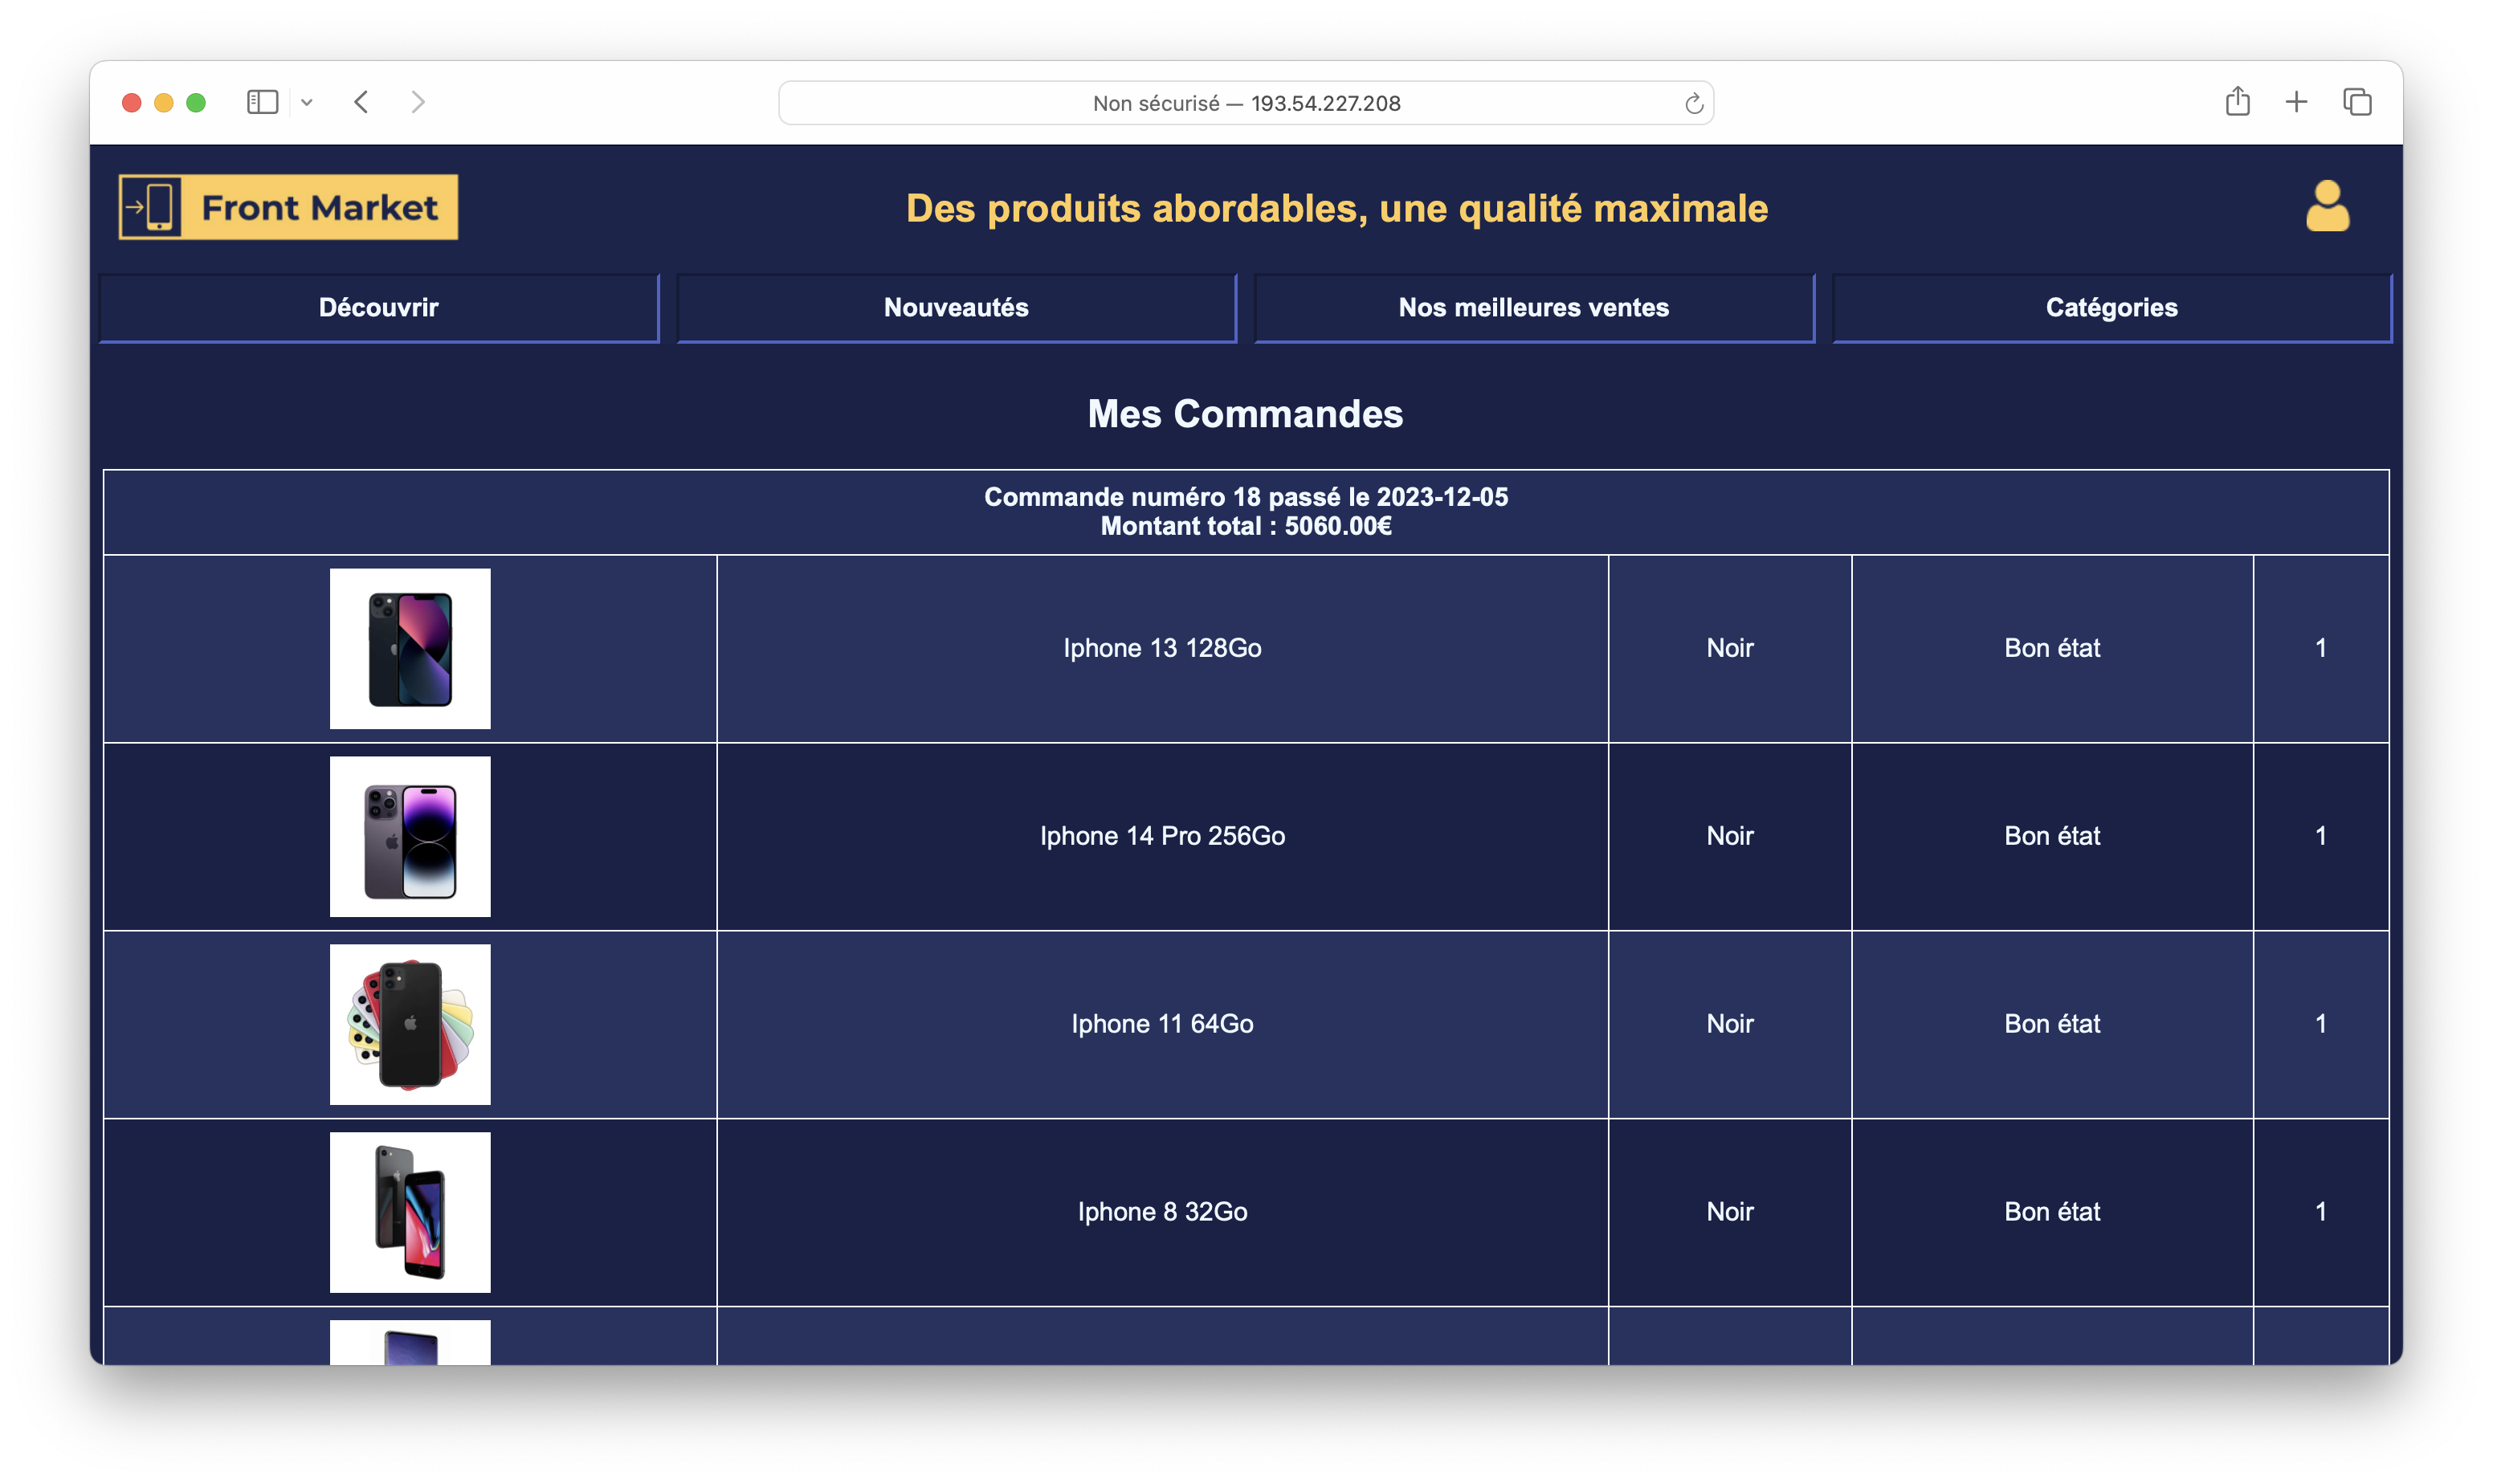 Non sécurisé — 193.54.227.208
Front Market
Des produits abordables, une qualité maximale
Découvrir
Nouveautés
Nos meilleures ventes
Catégories
Mes Commandes
Commande numéro 18 passé le 2023-12-05
Montant total : 5060.00€
Iphone 13 128Go Noir Bon état 1
Iphone 14 Pro 256Go Noir Bon état 1
Iphone 11 64Go Noir Bon état 1
Iphone 8 32Go Noir Bon état 1